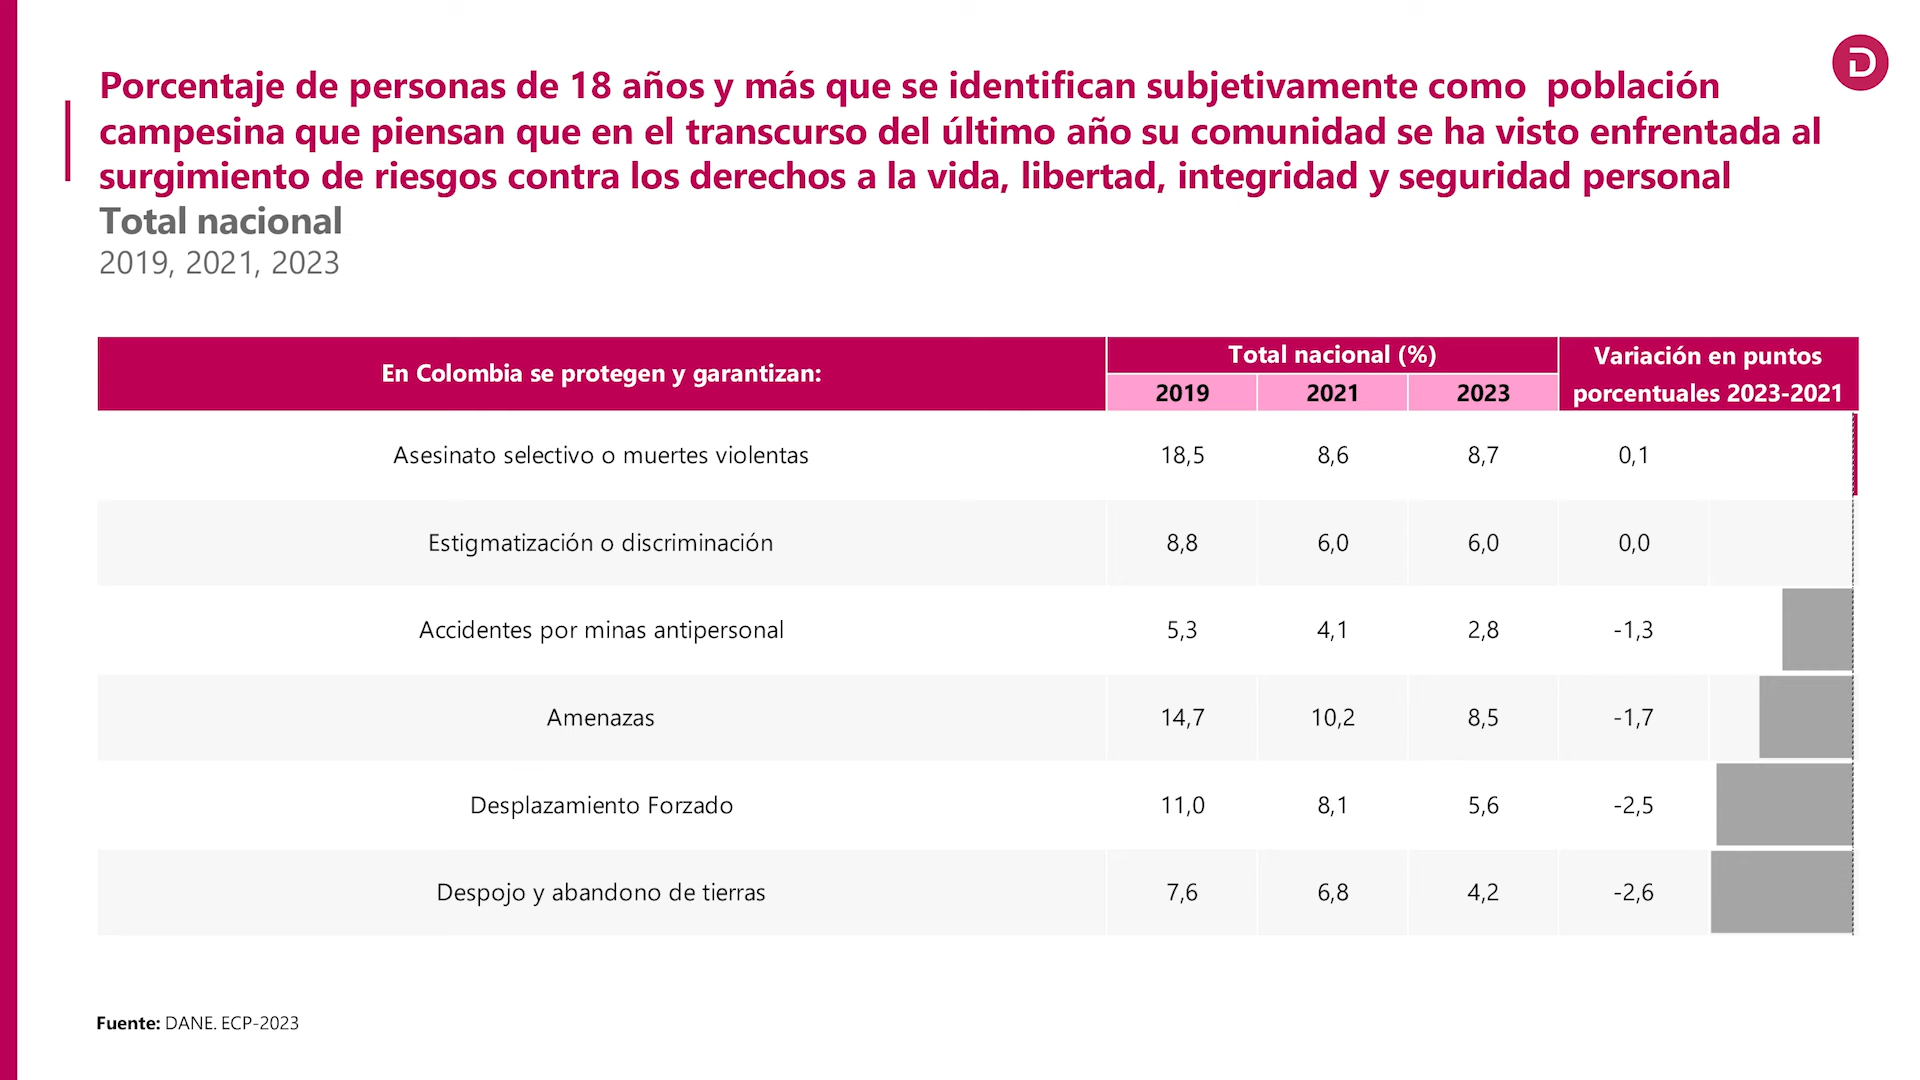 D
Porcentaje de personas de 18 años y más que se identifican subjetivamente como población
campesina que piensan que en el transcurso del último año su comunidad se ha visto enfrentada al
surgimiento de riesgos contra los derechos a la vida, libertad, integridad y seguridad personal
Total nacional
2019, 2021, 2023
En Colombia se protegen y garantizan:
Total nacional (%)
Variación en puntos
porcentuales 2023-2021
2019 2021 2023
Asesinato selectivo o muertes violentas 18,5 8,6 8,7 0,1
Estigmatización o discriminación 8,8 6,0 6,0 0,0
Accidentes por minas antipersonal 5,3 4,1 2,8 -1,3
Amenazas 14,7 10,2 8,5 -1,7
Desplazamiento Forzado 11,0 8,1 5,6 -2,5
Despojo y abandono de tierras 7,6 6,8 4,2 -2,6
Fuente: DANE. ECP-2023